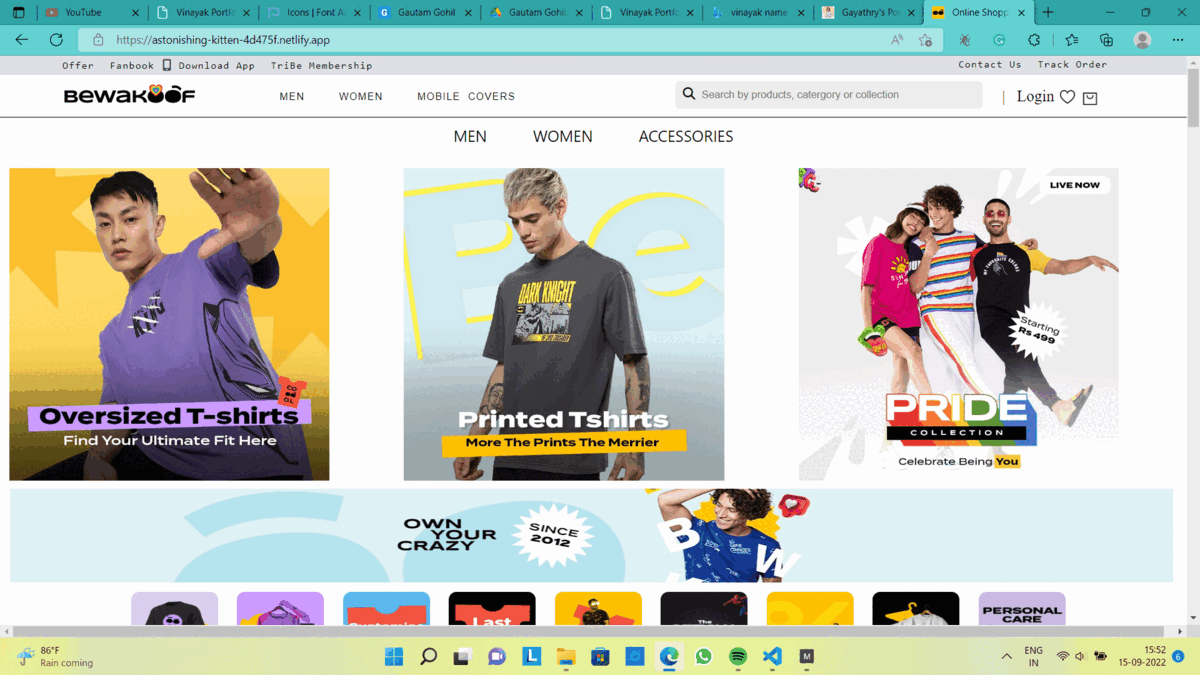 YouTube
Vinayak Portfo
Icons | Font A
Gautam Gohil
Gautam Gohil
Vinayak Portfo
vinayak name
Gayathry's Po
Online Shopp
https://astonishing-kitten-4d475f.netlify.app
Offer Fanbook Download App TriBe Membership
Contact Us Track Order
BEWAKOOF
MEN WOMEN MOBILE COVERS
Search by products, catergory or collection
| Login
MEN WOMEN ACCESSORIES
Oversized T-shirts
Find Your Ultimate Fit Here
Be
DARK KNIGHT
Printed Tshirts
More The Prints The Merrier
LIVE NOW
Starting
Rs 499
PRIDE
COLLECTION
Celebrate Being You
OWN
YOUR
CRAZY
SINCE
2012
B W
Customise
Last
The
%
PERSONAL
CARE
86°F
Rain coming
L
M
ENG
IN
15:52
15-09-2022
6